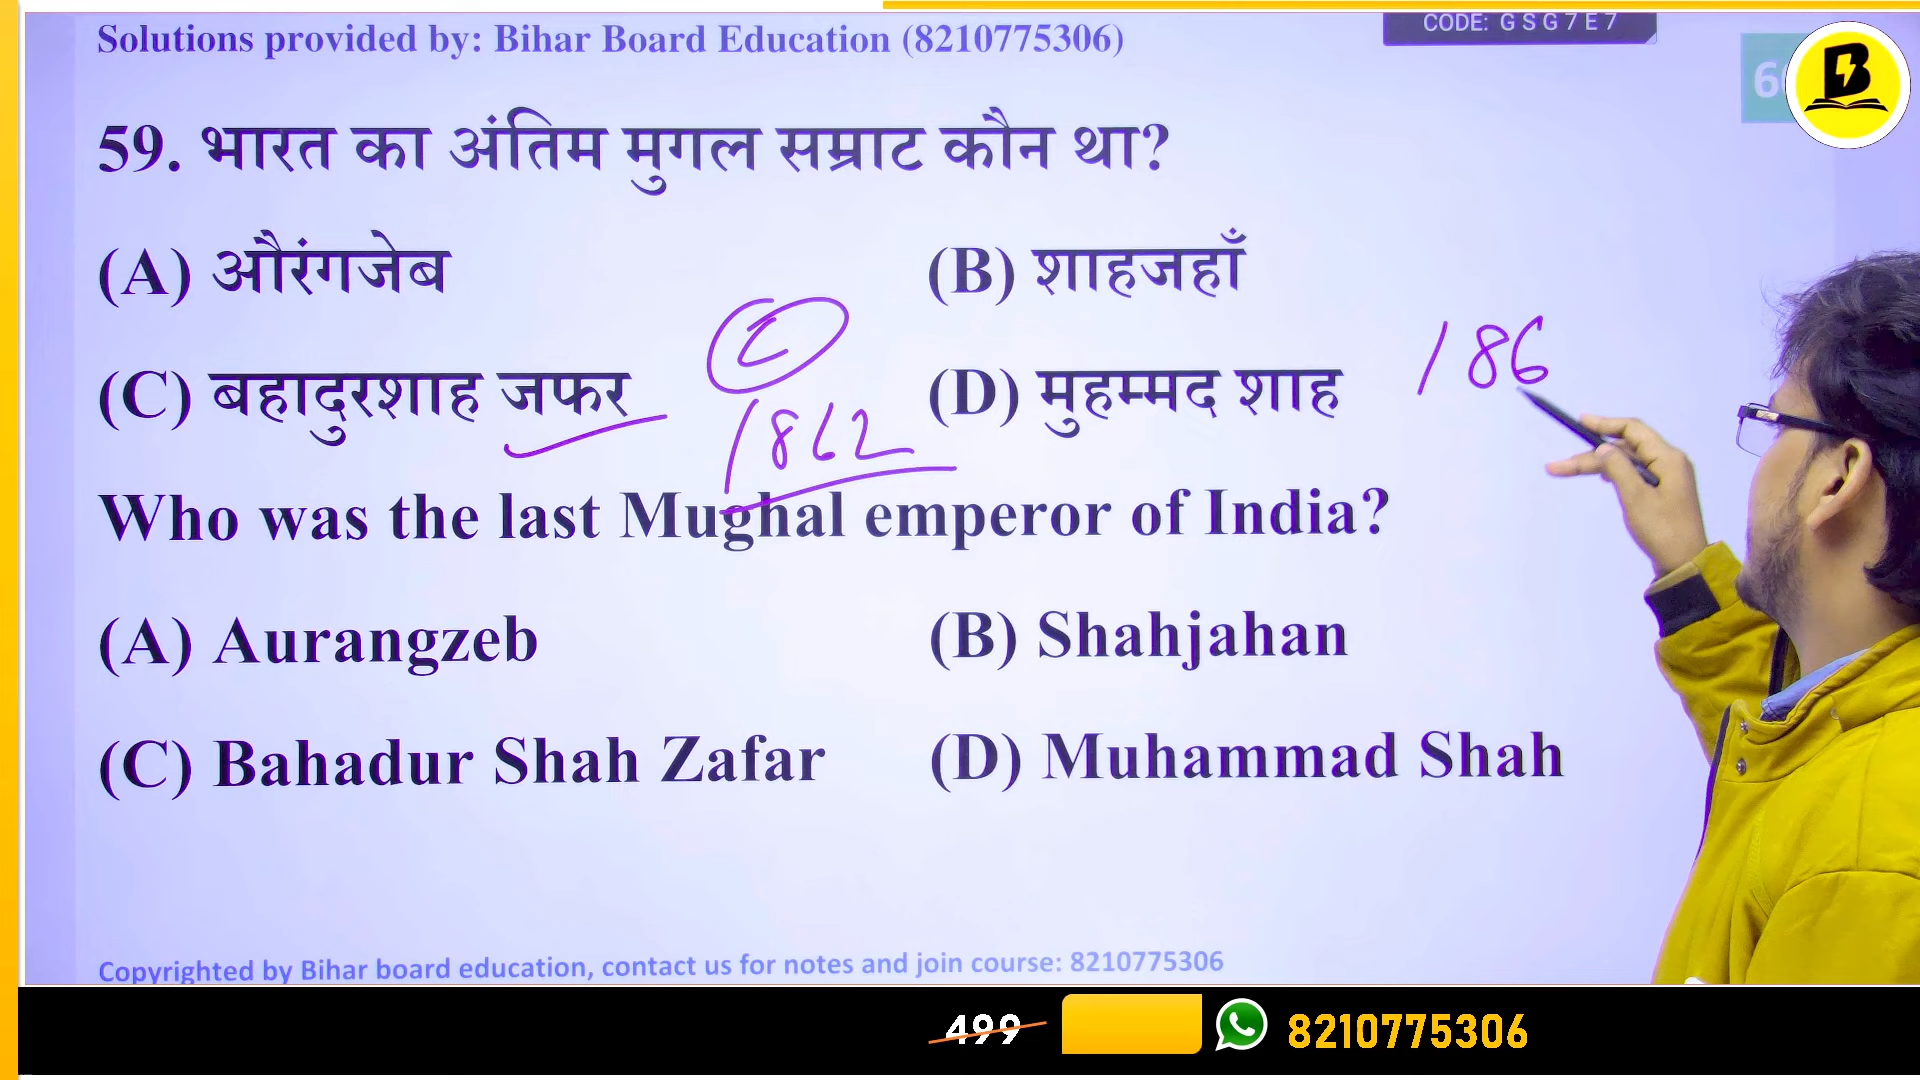 Solutions provided by: Bihar Board Education (8210775306)
CODE: GSG7E7
59. भारत का अंतिम मुगल सम्राट कौन था?
(A) औरंगजेब
(B) शाहजहाँ
(C) बहादुरशाह जफर
C
1862
(D) मुहम्मद शाह
186
Who was the last Mughal emperor of India?
(A) Aurangzeb
(B) Shahjahan
(C) Bahadur Shah Zafar
(D) Muhammad Shah
Copyrighted by Bihar board education, contact us for notes and join course: 8210775306
499
8210775306